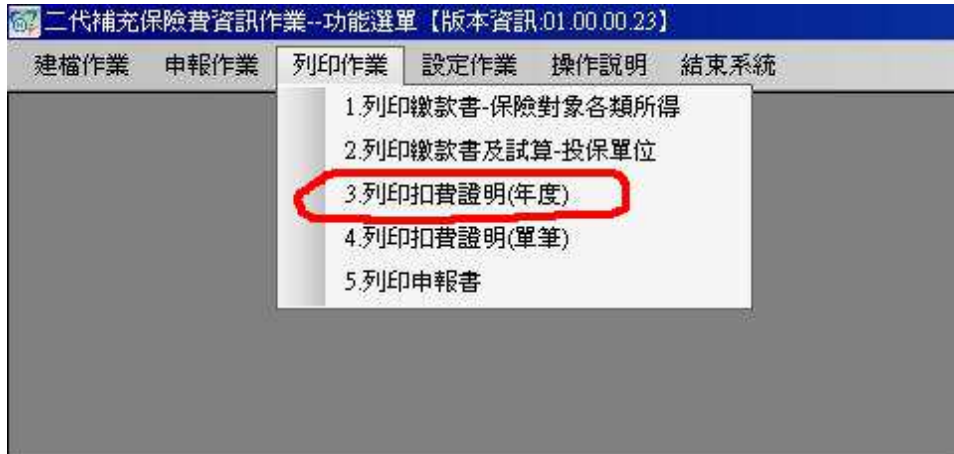 二代補充保險費資訊作業--功能選單【版本資訊:01.00.00.23】
建檔作業 申報作業 列印作業 設定作業 操作說明 結束系統
1.列印繳款書-保險對象各類所得
2.列印繳款書及試算-投保單位
3.列印扣費證明(年度)
4.列印扣費證明(單筆)
5.列印申報書